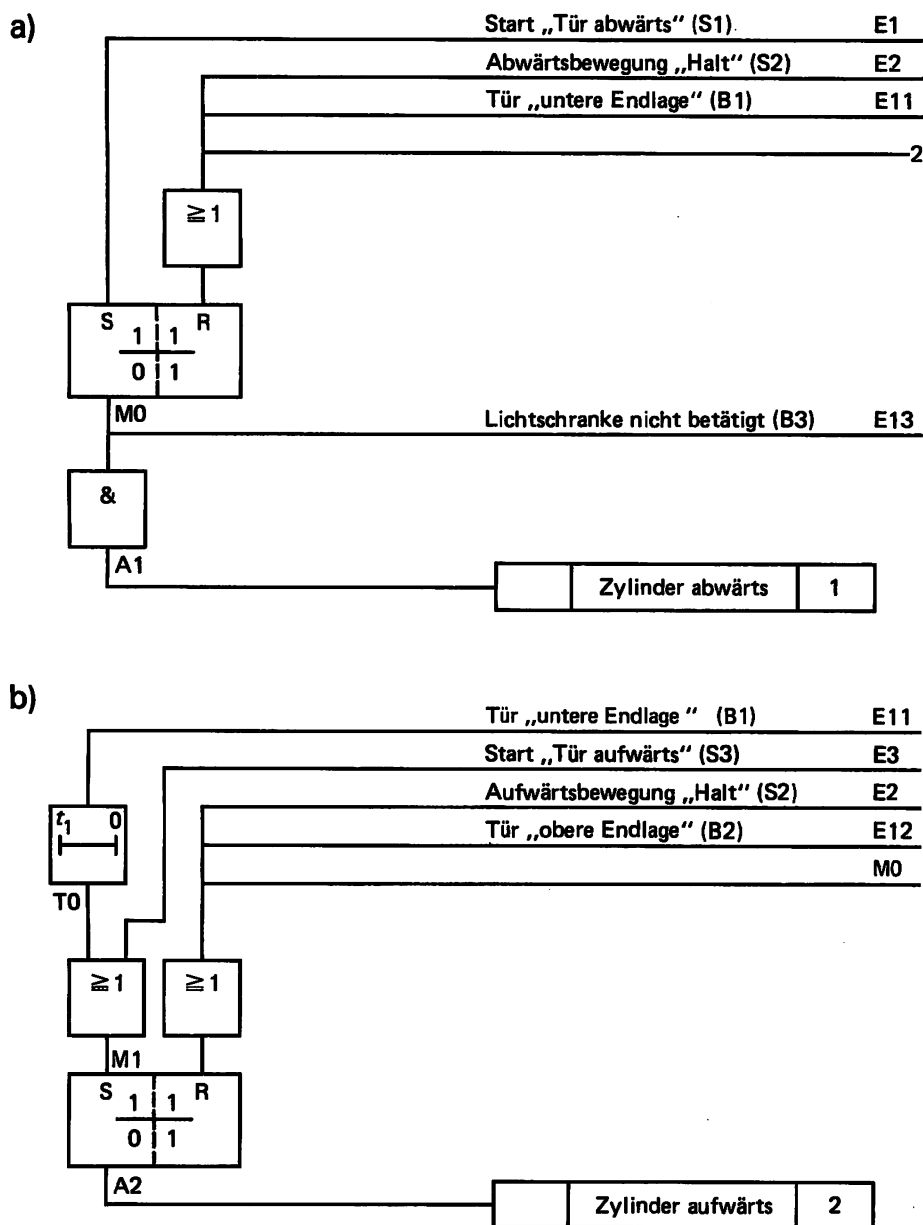 a)
Start „Tür abwärts“ (S1). E1
Abwärtsbewegung „Halt“ (S2) E2
Tür „untere Endlage“ (B1) E11
2
≧ 1
S R
1 1
0 1
M0
Lichtschranke nicht betätigt (B3) E13
&
A1
Zylinder abwärts 1
b)
Tür „untere Endlage “ (B1) E11
Start „Tür aufwärts“ (S3) E3
Aufwärtsbewegung „Halt“ (S2) E2
t1 0
Tür „obere Endlage“ (B2) E12
M0
T0
≧ 1 ≧ 1
M1
S R
1 1
0 1
A2
Zylinder aufwärts 2